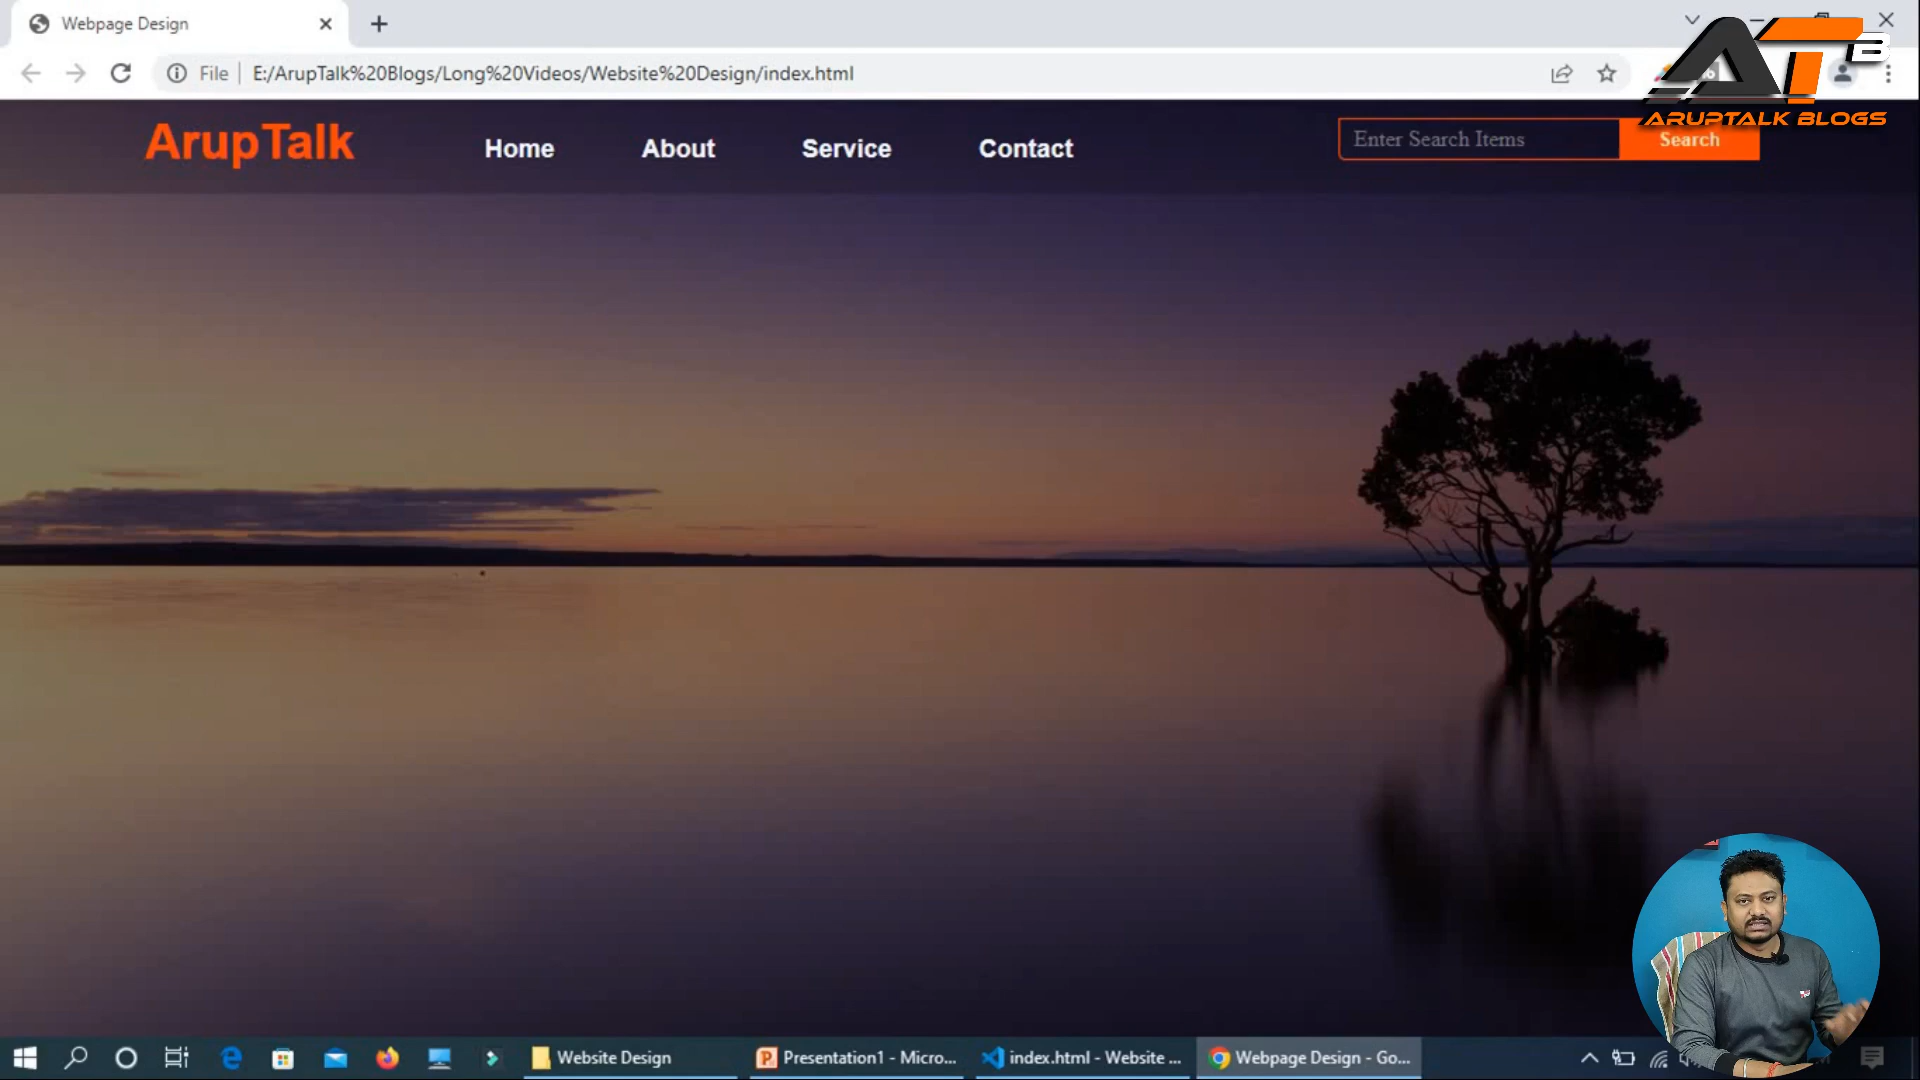 Webpage Design
File
E:/ArupTalk%20Blogs/Long%20Videos/Website%20Design/index.html
ATB
ARUPTALK BLOGS
ArupTalk
Home
About
Service
Contact
Enter Search Items
Search
Website Design
Presentation1 - Micro...
index.html - Website ...
Webpage Design - Go...